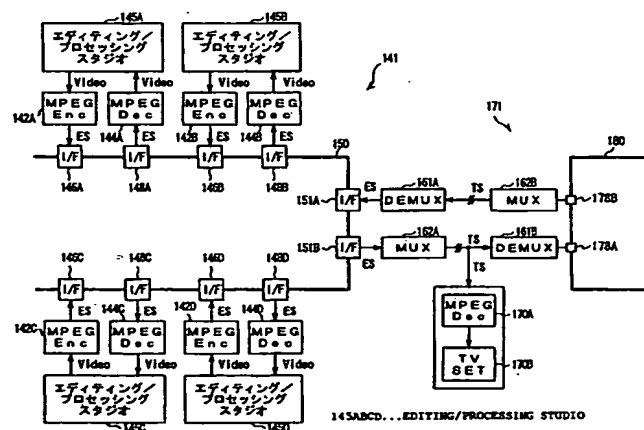 145A
145B
エディティング/
プロセッシング
スタジオ
エディティング/
プロセッシング
スタジオ
141
Video
Video
Video
Video
142A
MPEG
Enc
MPEG
Dec
144A
142B
MPEG
Enc
MPEG
Dec
144B
171
ES
ES
ES
ES
150
180
I/F
I/F
I/F
I/F
146A
148A
146B
148B
151A
I/F
ES
161A
DEMUX
TS
162B
MUX
178B
151B
I/F
ES
162A
MUX
TS
161B
DEMUX
178A
TS
146C
148C
146D
148D
I/F
I/F
I/F
I/F
ES
ES
ES
ES
142C
MPEG
Enc
144C
MPEG
Dec
142D
MPEG
Enc
144D
MPEG
Dec
MPEG
Dec
170A
TV
SET
170B
Video
Video
Video
Video
エディティング/
プロセッシング
スタジオ
エディティング/
プロセッシング
スタジオ
145C
145D
145ABCD...EDITING/PROCESSING STUDIO